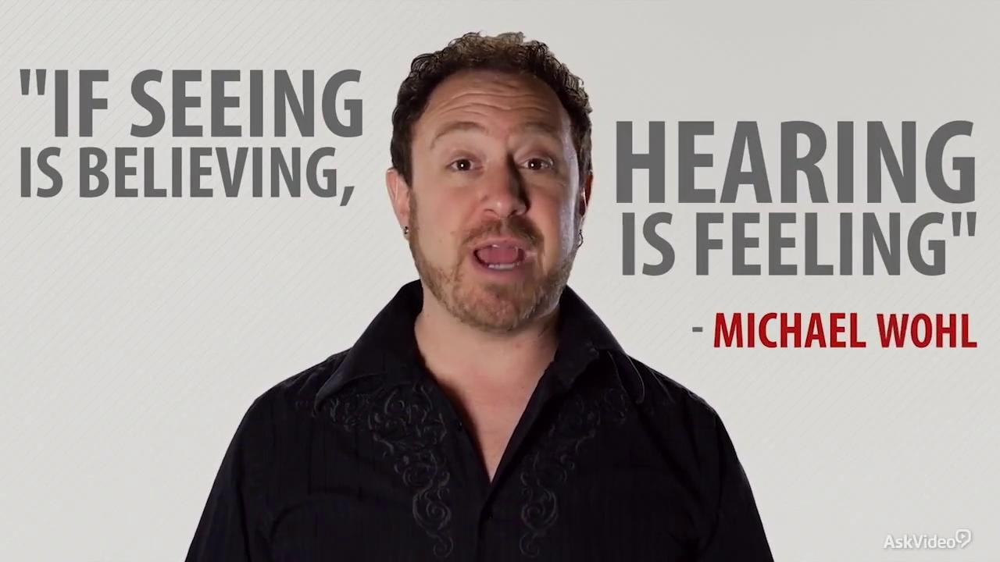 "IF SEEING
IS BELIEVING,
HEARING
IS FEELING"
- MICHAEL WOHL
AskVideo